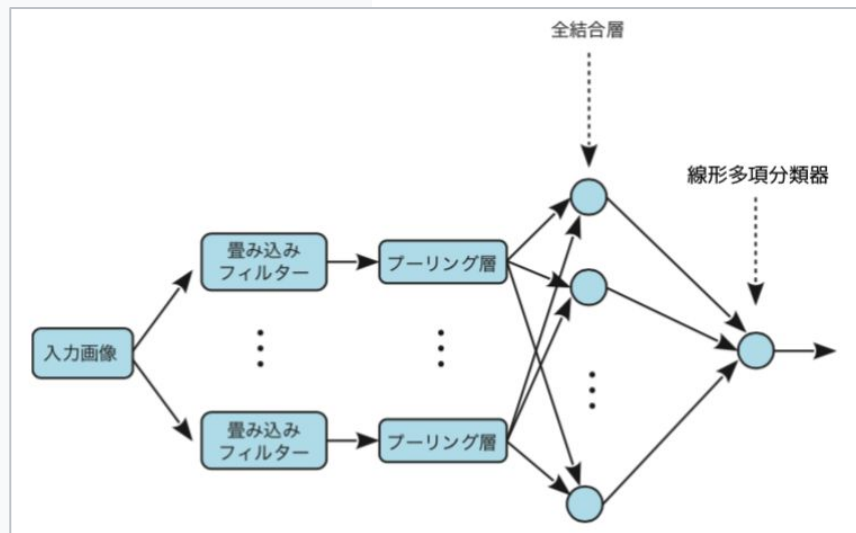 全結合層
線形多項分類器
畳み込み
フィルター
プーリング層
入力画像
畳み込み
フィルター
プーリング層